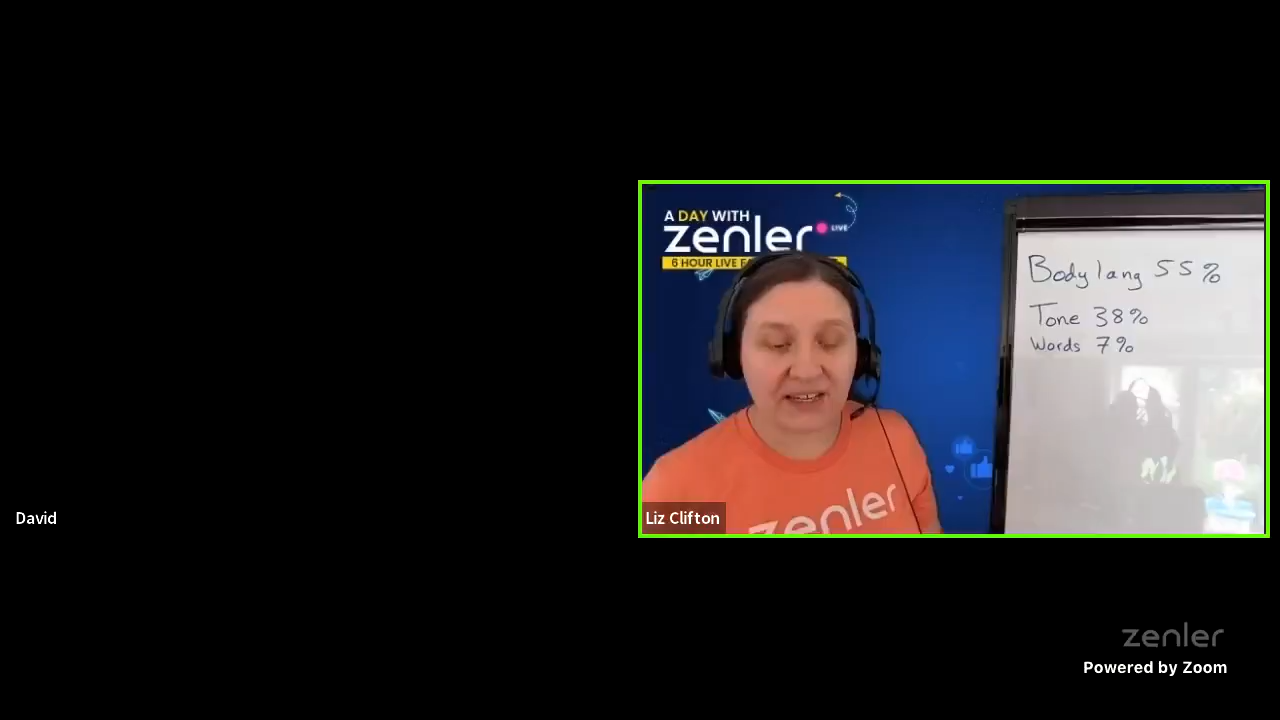 A DAY WITH
zenler
LIVE
6 HOUR LIVE
Body lang 55%
Tone 38%
Words 7%
zenler
David
Liz Clifton
zenler
Powered by Zoom